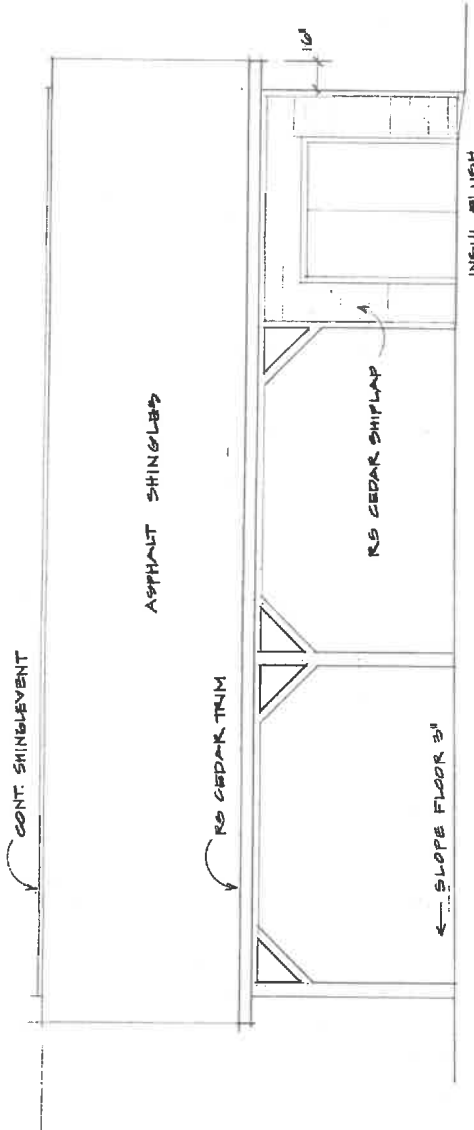 CONT. SHINGLEVENT
ASPHALT SHINGLES
RS CEDAR TRIM
16"
RS CEDAR SHIPLAP
← SLOPE FLOOR 3"